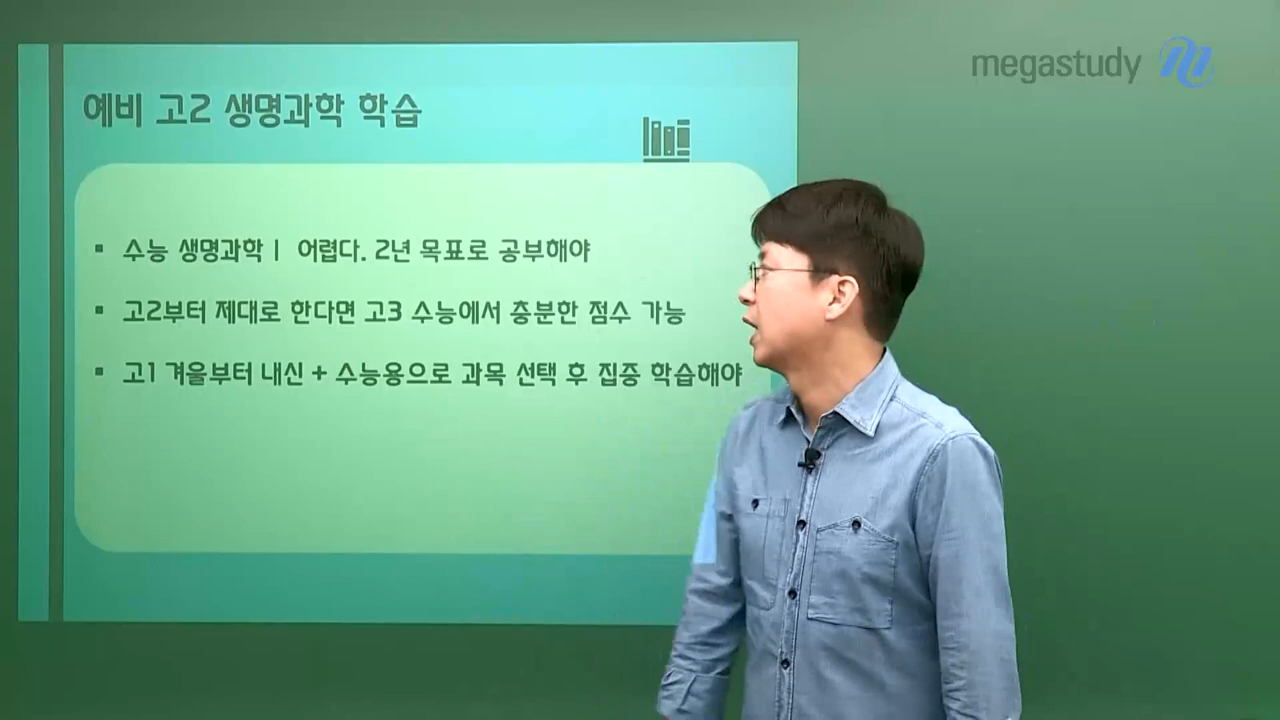 megastudy
예비 고2 생명과학 학습
▪ 수능 생명과학Ⅰ 어렵다. 2년 목표로 공부해야
▪ 고2부터 제대로 한다면 고3 수능에서 충분한 점수 가능
▪ 고1 겨울부터 내신 + 수능용으로 과목 선택 후 집중 학습해야